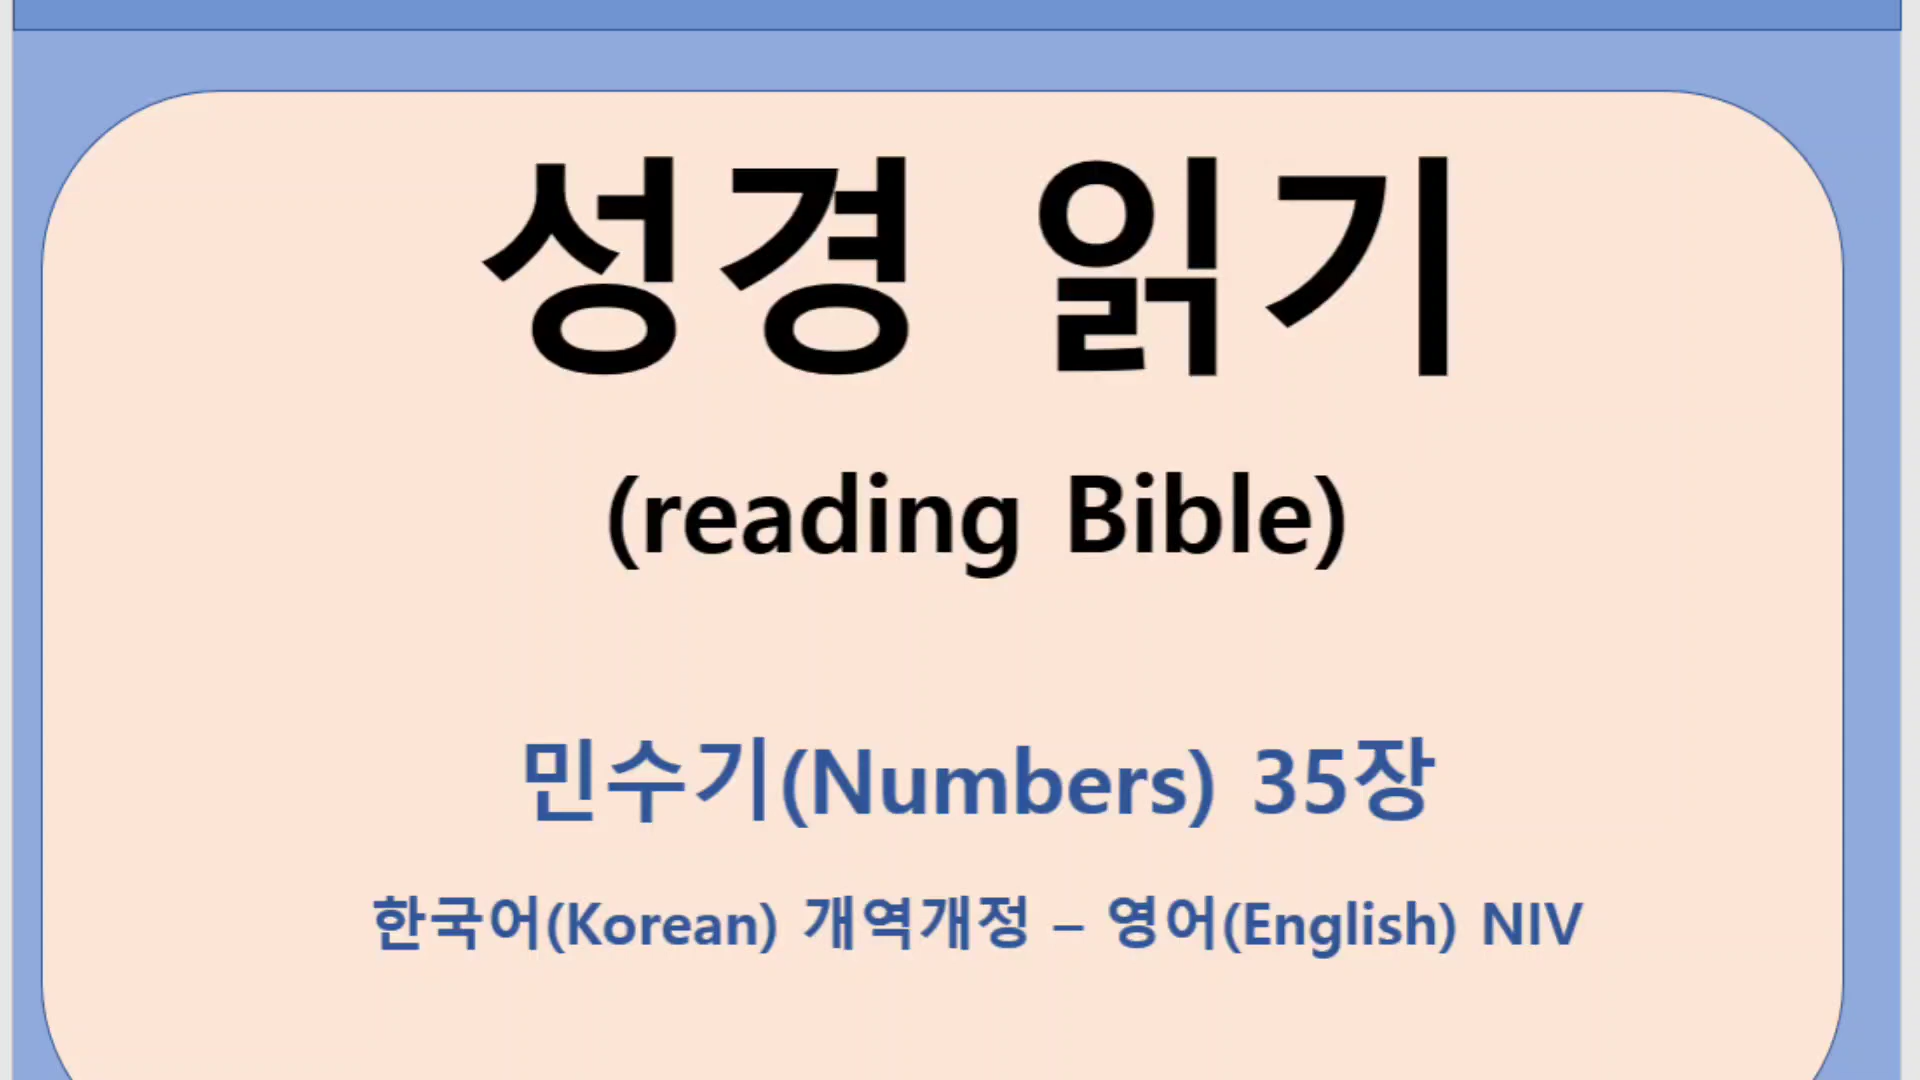 성경 읽기
(reading Bible)
민수기(Numbers) 35장
한국어(Korean) 개역개정 – 영어(English) NIV